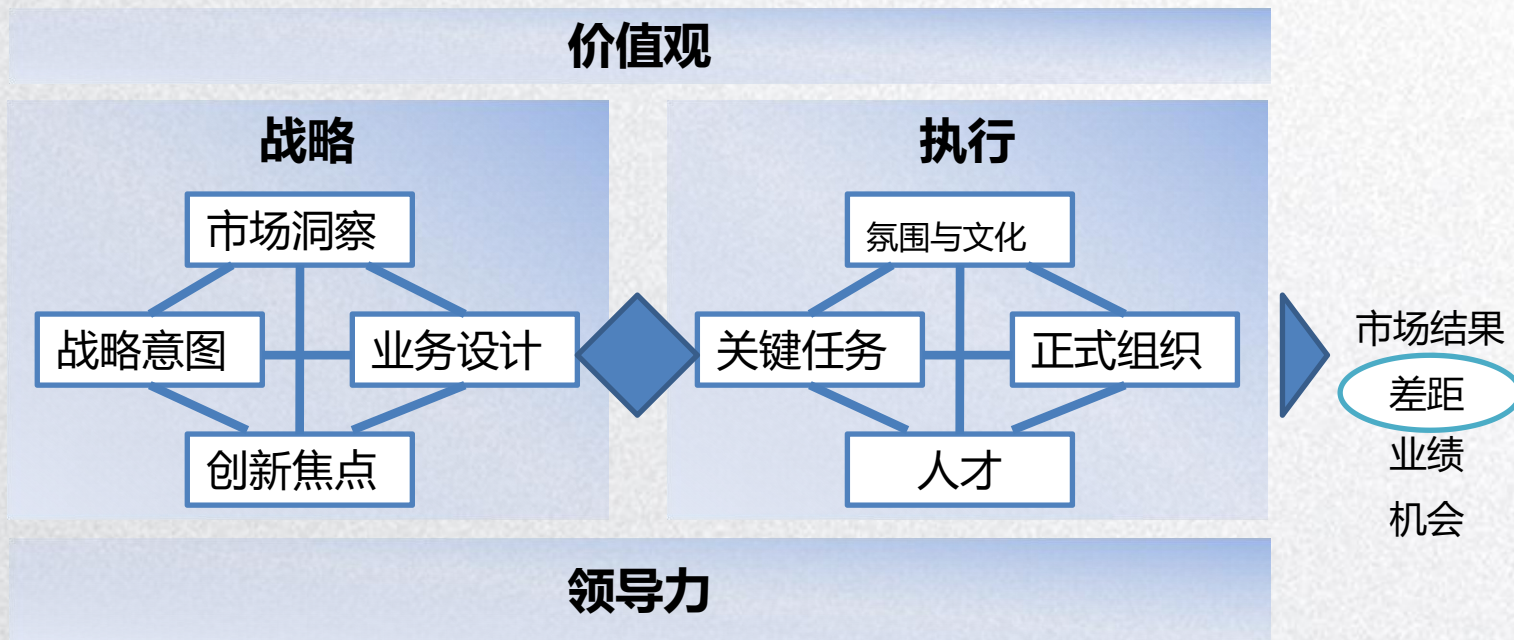 价值观
战略
市场洞察
战略意图
业务设计
创新焦点
执行
氛围与文化
关键任务
正式组织
人才
市场结果
差距
业绩
机会
领导力